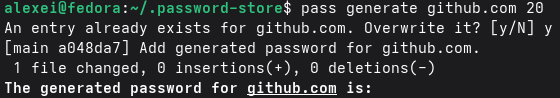 alexei@fedora:~/.password-store$ pass generate github.com 20
An entry already exists for github.com. Overwrite it? [y/N] y
[main a048da7] Add generated password for github.com.
 1 file changed, 0 insertions(+), 0 deletions(-)
The generated password for github.com is: